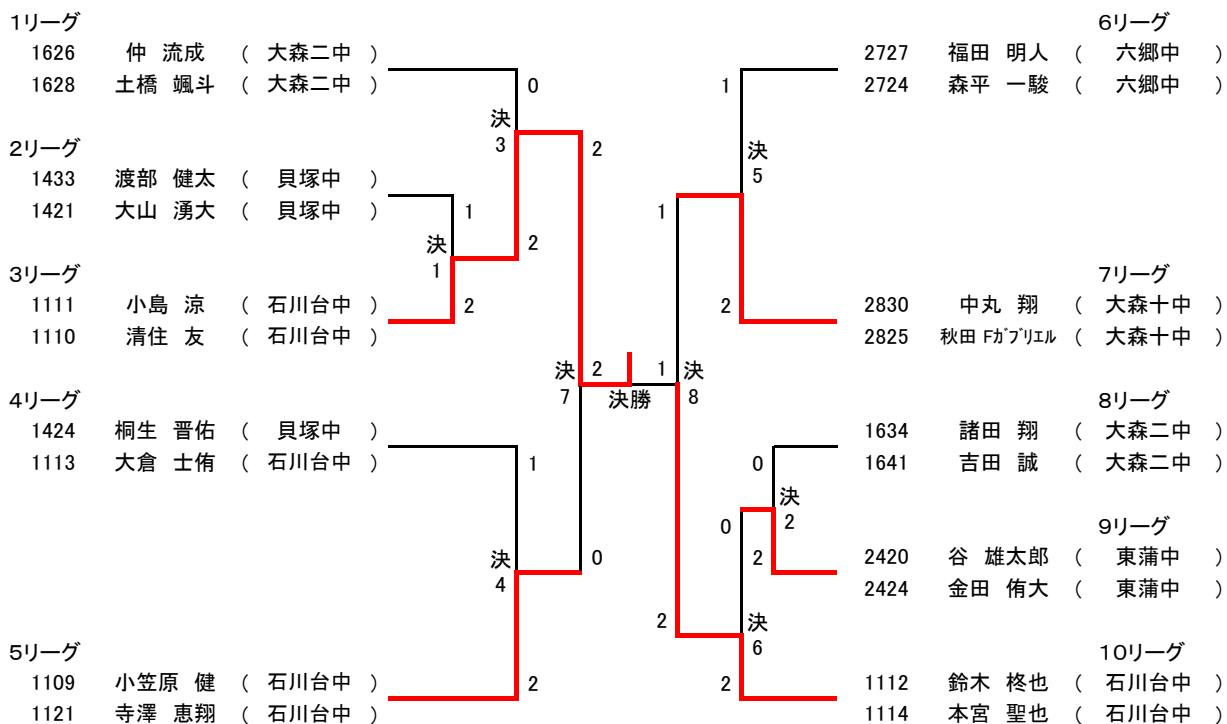 1リーグ
1626 仲 流成 ( 大森二中 )
1628 土橋 颯斗 ( 大森二中 )
0
決
3
2
2リーグ
1433 渡部 健太 ( 貝塚中 )
1421 大山 湧大 ( 貝塚中 )
1
決
1
2
3リーグ
1111 小島 涼 ( 石川台中 )
1110 清住 友 ( 石川台中 )
2
決
7
2
決勝
1
4リーグ
1424 桐生 晋佑 ( 貝塚中 )
1113 大倉 士侑 ( 石川台中 )
1
決
4
0
5リーグ
1109 小笠原 健 ( 石川台中 )
1121 寺澤 恵翔 ( 石川台中 )
2
6リーグ
2727 福田 明人 ( 六郷中 )
2724 森平 一駿 ( 六郷中 )
1
決
5
1
7リーグ
2830 中丸 翔 ( 大森十中 )
2825 秋田 Fガブリエル ( 大森十中 )
2
決
8
8リーグ
1634 諸田 翔 ( 大森二中 )
1641 吉田 誠 ( 大森二中 )
0
決
2
0
9リーグ
2420 谷 雄太郎 ( 東蒲中 )
2424 金田 侑大 ( 東蒲中 )
2
2
決
6
10リーグ
1112 鈴木 柊也 ( 石川台中 )
1114 本宮 聖也 ( 石川台中 )
2